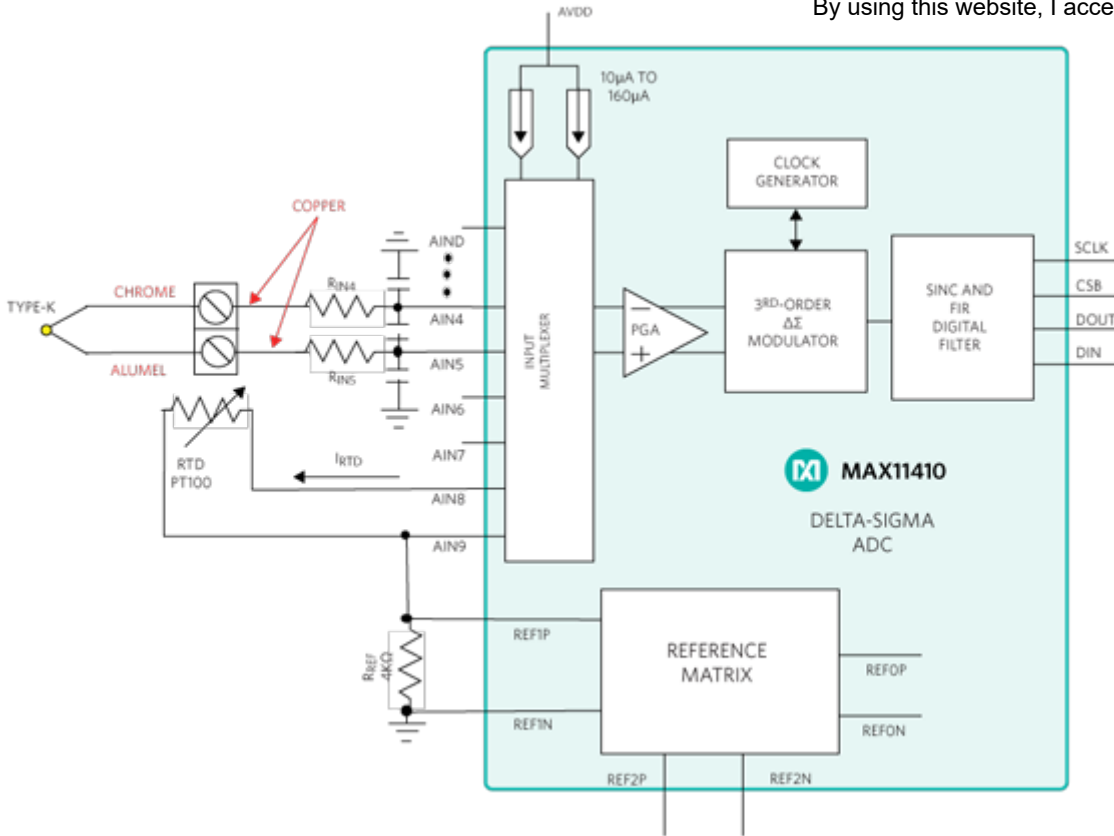 By using this website, I acce
AVDD
10µA TO
160µA
CLOCK
GENERATOR
COPPER
AIND
SCLK
TYPE-K
CHROME
RIN4
AIN4
INPUT
MULTIPLEXER
PGA
3RD-ORDER
ΔΣ
MODULATOR
SINC AND
FIR
DIGITAL
FILTER
CSB
DOUT
DIN
ALUMEL
RIN5
AIN5
AIN6
RTD
PT100
IRTD
AIN7
AIN8
MAX11410
DELTA-SIGMA
ADC
AIN9
REF1P
RREF
4KΩ
REFERENCE
MATRIX
REF0P
REF1N
REF0N
REF2P
REF2N